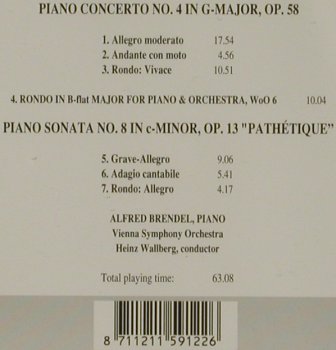 PIANO CONCERTO NO. 4 IN G-MAJOR, OP. 58
1. Allegro moderato 17.54
2. Andante con moto 4.56
3. Rondo: Vivace 10.51
4. RONDO IN B-flat MAJOR FOR PIANO & ORCHESTRA, WoO 6 10.04
PIANO SONATA NO. 8 IN c-MINOR, OP. 13 "PATHÉTIQUE"
5. Grave-Allegro 9.06
6. Adagio cantabile 5.41
7. Rondo: Allegro 4.17
ALFRED BRENDEL, PIANO
Vienna Symphony Orchestra
Heinz Wallberg, conductor
Total playing time: 63.08
8 711211 591226